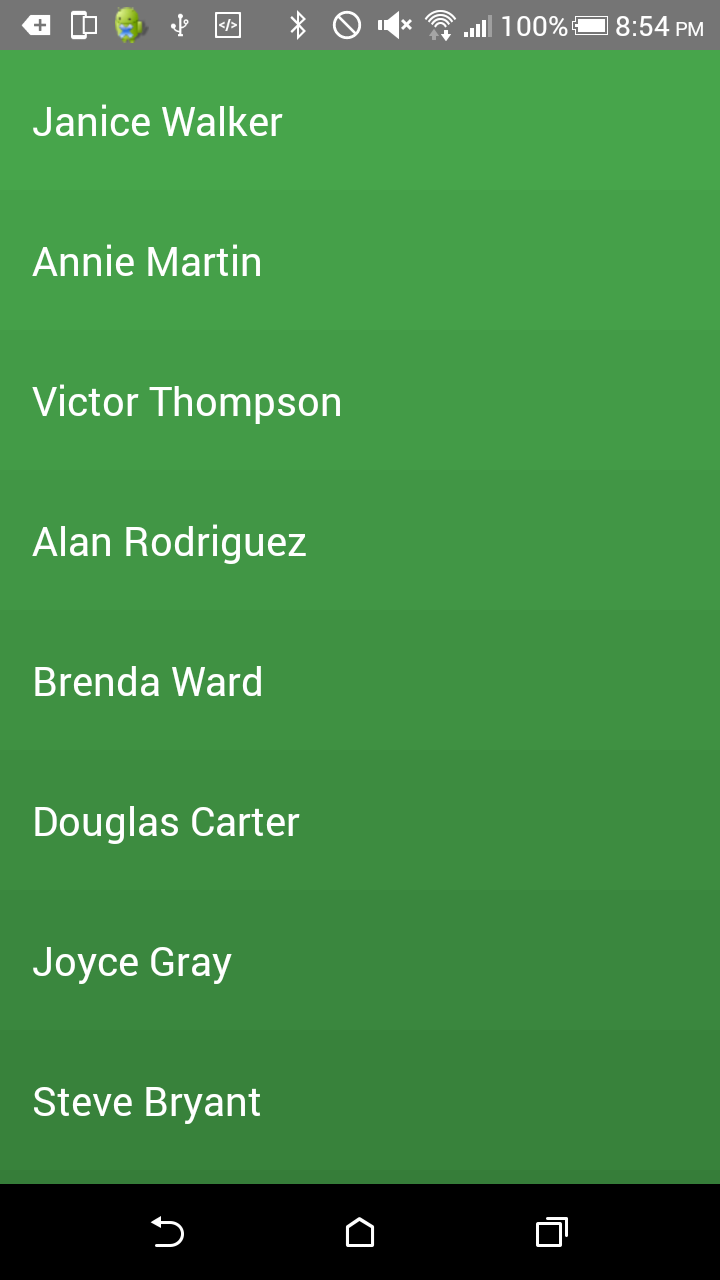 100% 8:54 PM
Janice Walker
Annie Martin
Victor Thompson
Alan Rodriguez
Brenda Ward
Douglas Carter
Joyce Gray
Steve Bryant